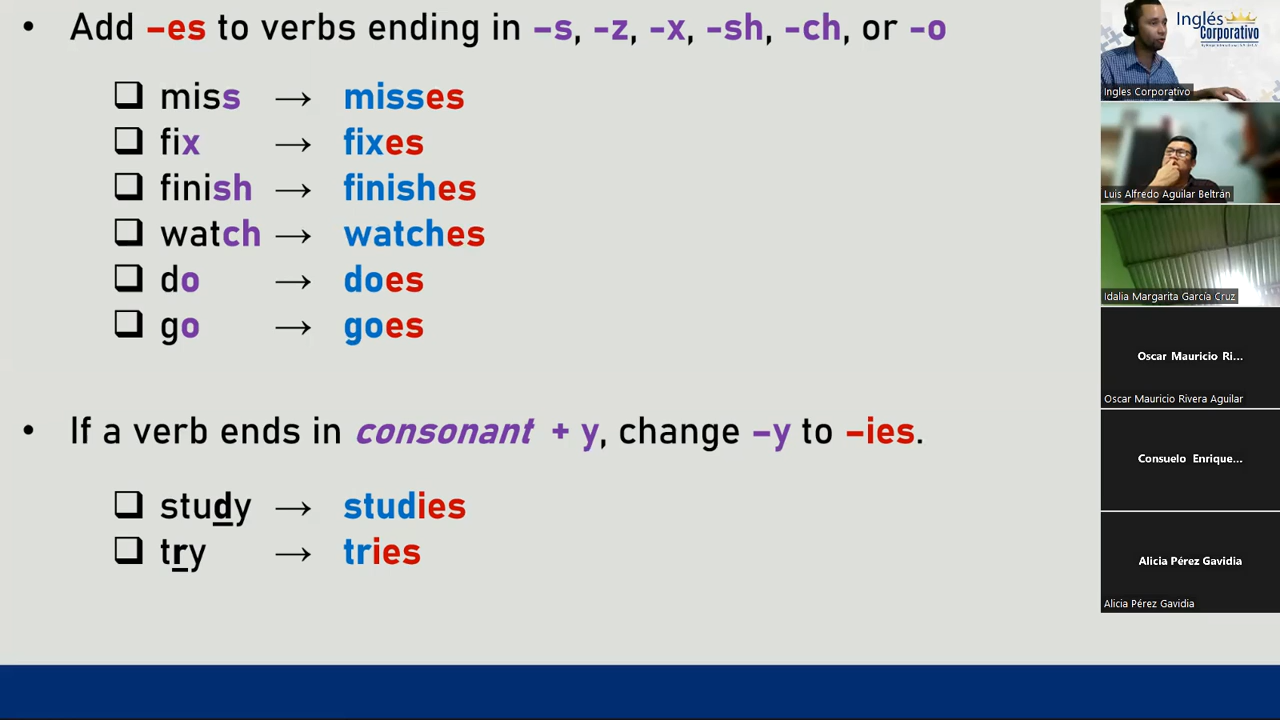 • Add –es to verbs ending in –s, -z, -x, -sh, -ch, or -o
❑ miss → misses
❑ fix → fixes
❑ finish → finishes
❑ watch → watches
❑ do → does
❑ go → goes
• If a verb ends in consonant + y, change –y to –ies.
❑ study → studies
❑ try → tries
Inglés
Corporativo
Ingles Corporativo
Luis Alfredo Aguilar Beltrán
Idalia Margarita García Cruz
Oscar Mauricio Ri...
Oscar Mauricio Rivera Aguilar
Consuelo Enrique...
Alicia Pérez Gavidia
Alicia Pérez Gavidia